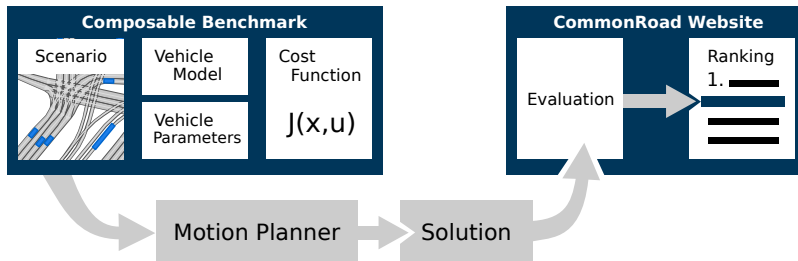 Composable Benchmark
Scenario
Vehicle
Model
Vehicle
Parameters
Cost
Function
J(x,u)
CommonRoad Website
Evaluation
Ranking
1.
Motion Planner
Solution